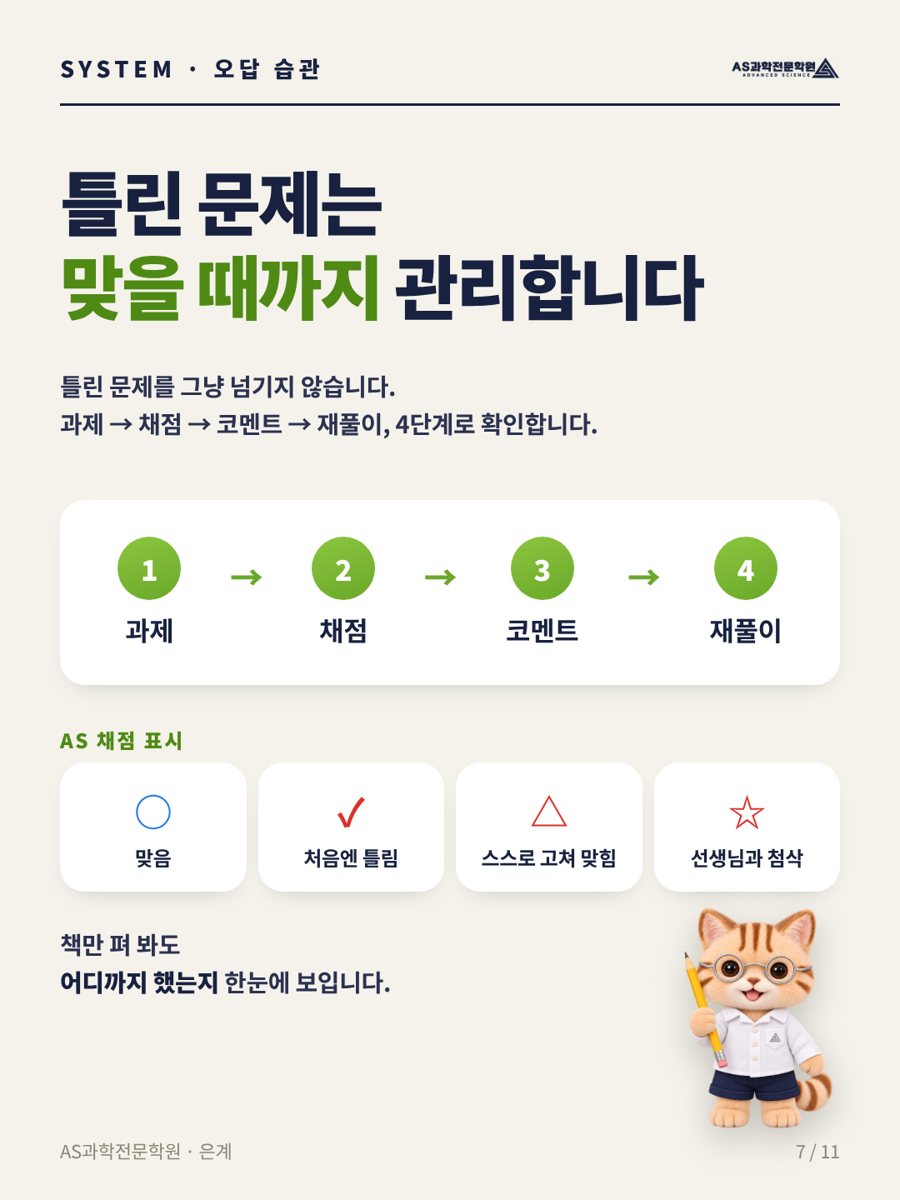 SYSTEM · 오답 습관
AS과학전문학원
ADVANCED SCIENCE
틀린 문제는
맞을 때까지 관리합니다
틀린 문제를 그냥 넘기지 않습니다.
과제 → 채점 → 코멘트 → 재풀이, 4단계로 확인합니다.
1 → 2 → 3 → 4
과제 채점 코멘트 재풀이
AS 채점 표시
맞음 처음엔 틀림 스스로 고쳐 맞힘 선생님과 첨삭
책만 펴 봐도
어디까지 했는지 한눈에 보입니다.
AS과학전문학원 · 은계
7 / 11